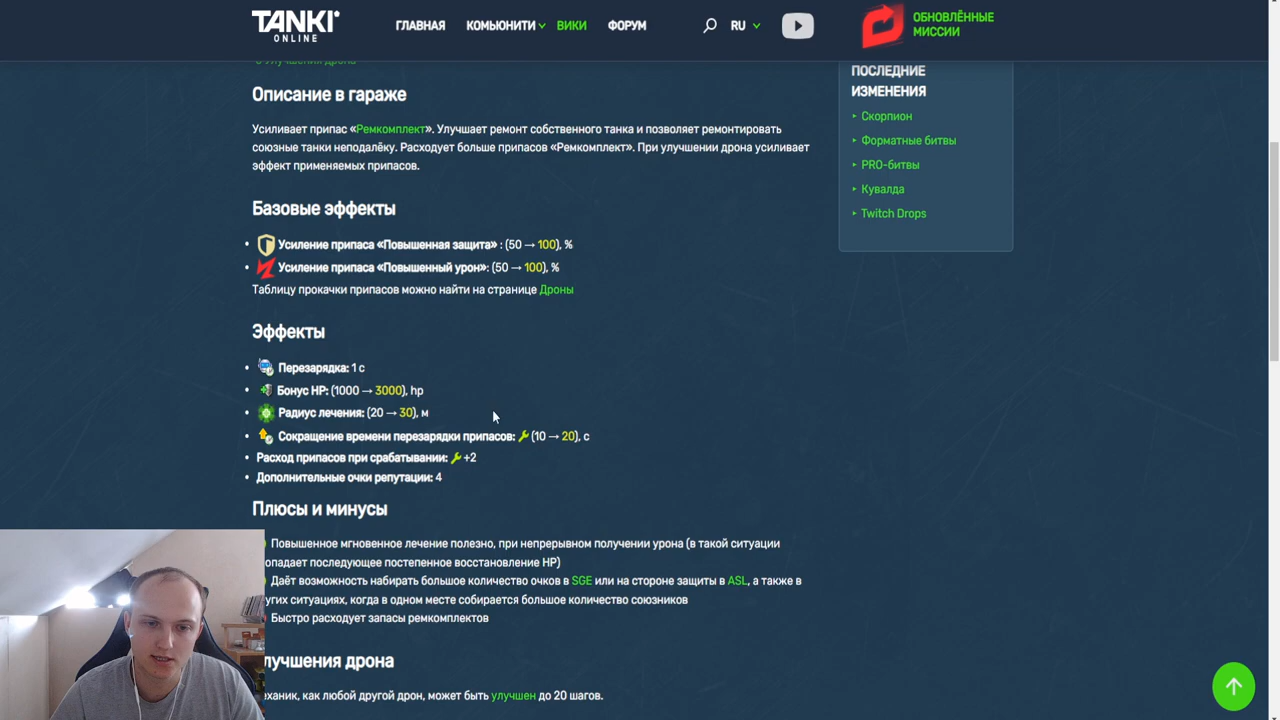 TANKI
ONLINE
ГЛАВНАЯ
КОМЬЮНИТИ
ВИКИ
ФОРУМ
RU
ОБНОВЛЁННЫЕ
МИССИИ
Описание в гараже
Усиливает припас «Ремкомплект». Улучшает ремонт собственного танка и позволяет ремонтировать
союзные танки неподалёку. Расходует больше припасов «Ремкомплект». При улучшении дрона усиливает
эффект применяемых припасов.
Базовые эффекты
• Усиление припаса «Повышенная защита» : (50 → 100), %
• Усиление припаса «Повышенный урон»: (50 → 100), %
Таблицу прокачки припасов можно найти на странице Дроны
Эффекты
• Перезарядка: 1 с
• Бонус HP: (1000 → 3000), hp
• Радиус лечения: (20 → 30), м
• Сокращение времени перезарядки припасов: (10 → 20), с
• Расход припасов при срабатывании: +2
• Дополнительные очки репутации: 4
Плюсы и минусы
Повышенное мгновенное лечение полезно, при непрерывном получении урона (в такой ситуации
опадает последующее постепенное восстановление HP)
Даёт возможность набирать большое количество очков в SGE или на стороне защиты в ASL, а также в
угих ситуациях, когда в одном месте собирается большое количество союзников
Быстро расходует запасы ремкомплектов
лучшения дрона
еханик, как любой другой дрон, может быть улучшен до 20 шагов.
ПОСЛЕДНИЕ
ИЗМЕНЕНИЯ
Скорпион
Форматные битвы
PRO-битвы
Кувалда
Twitch Drops